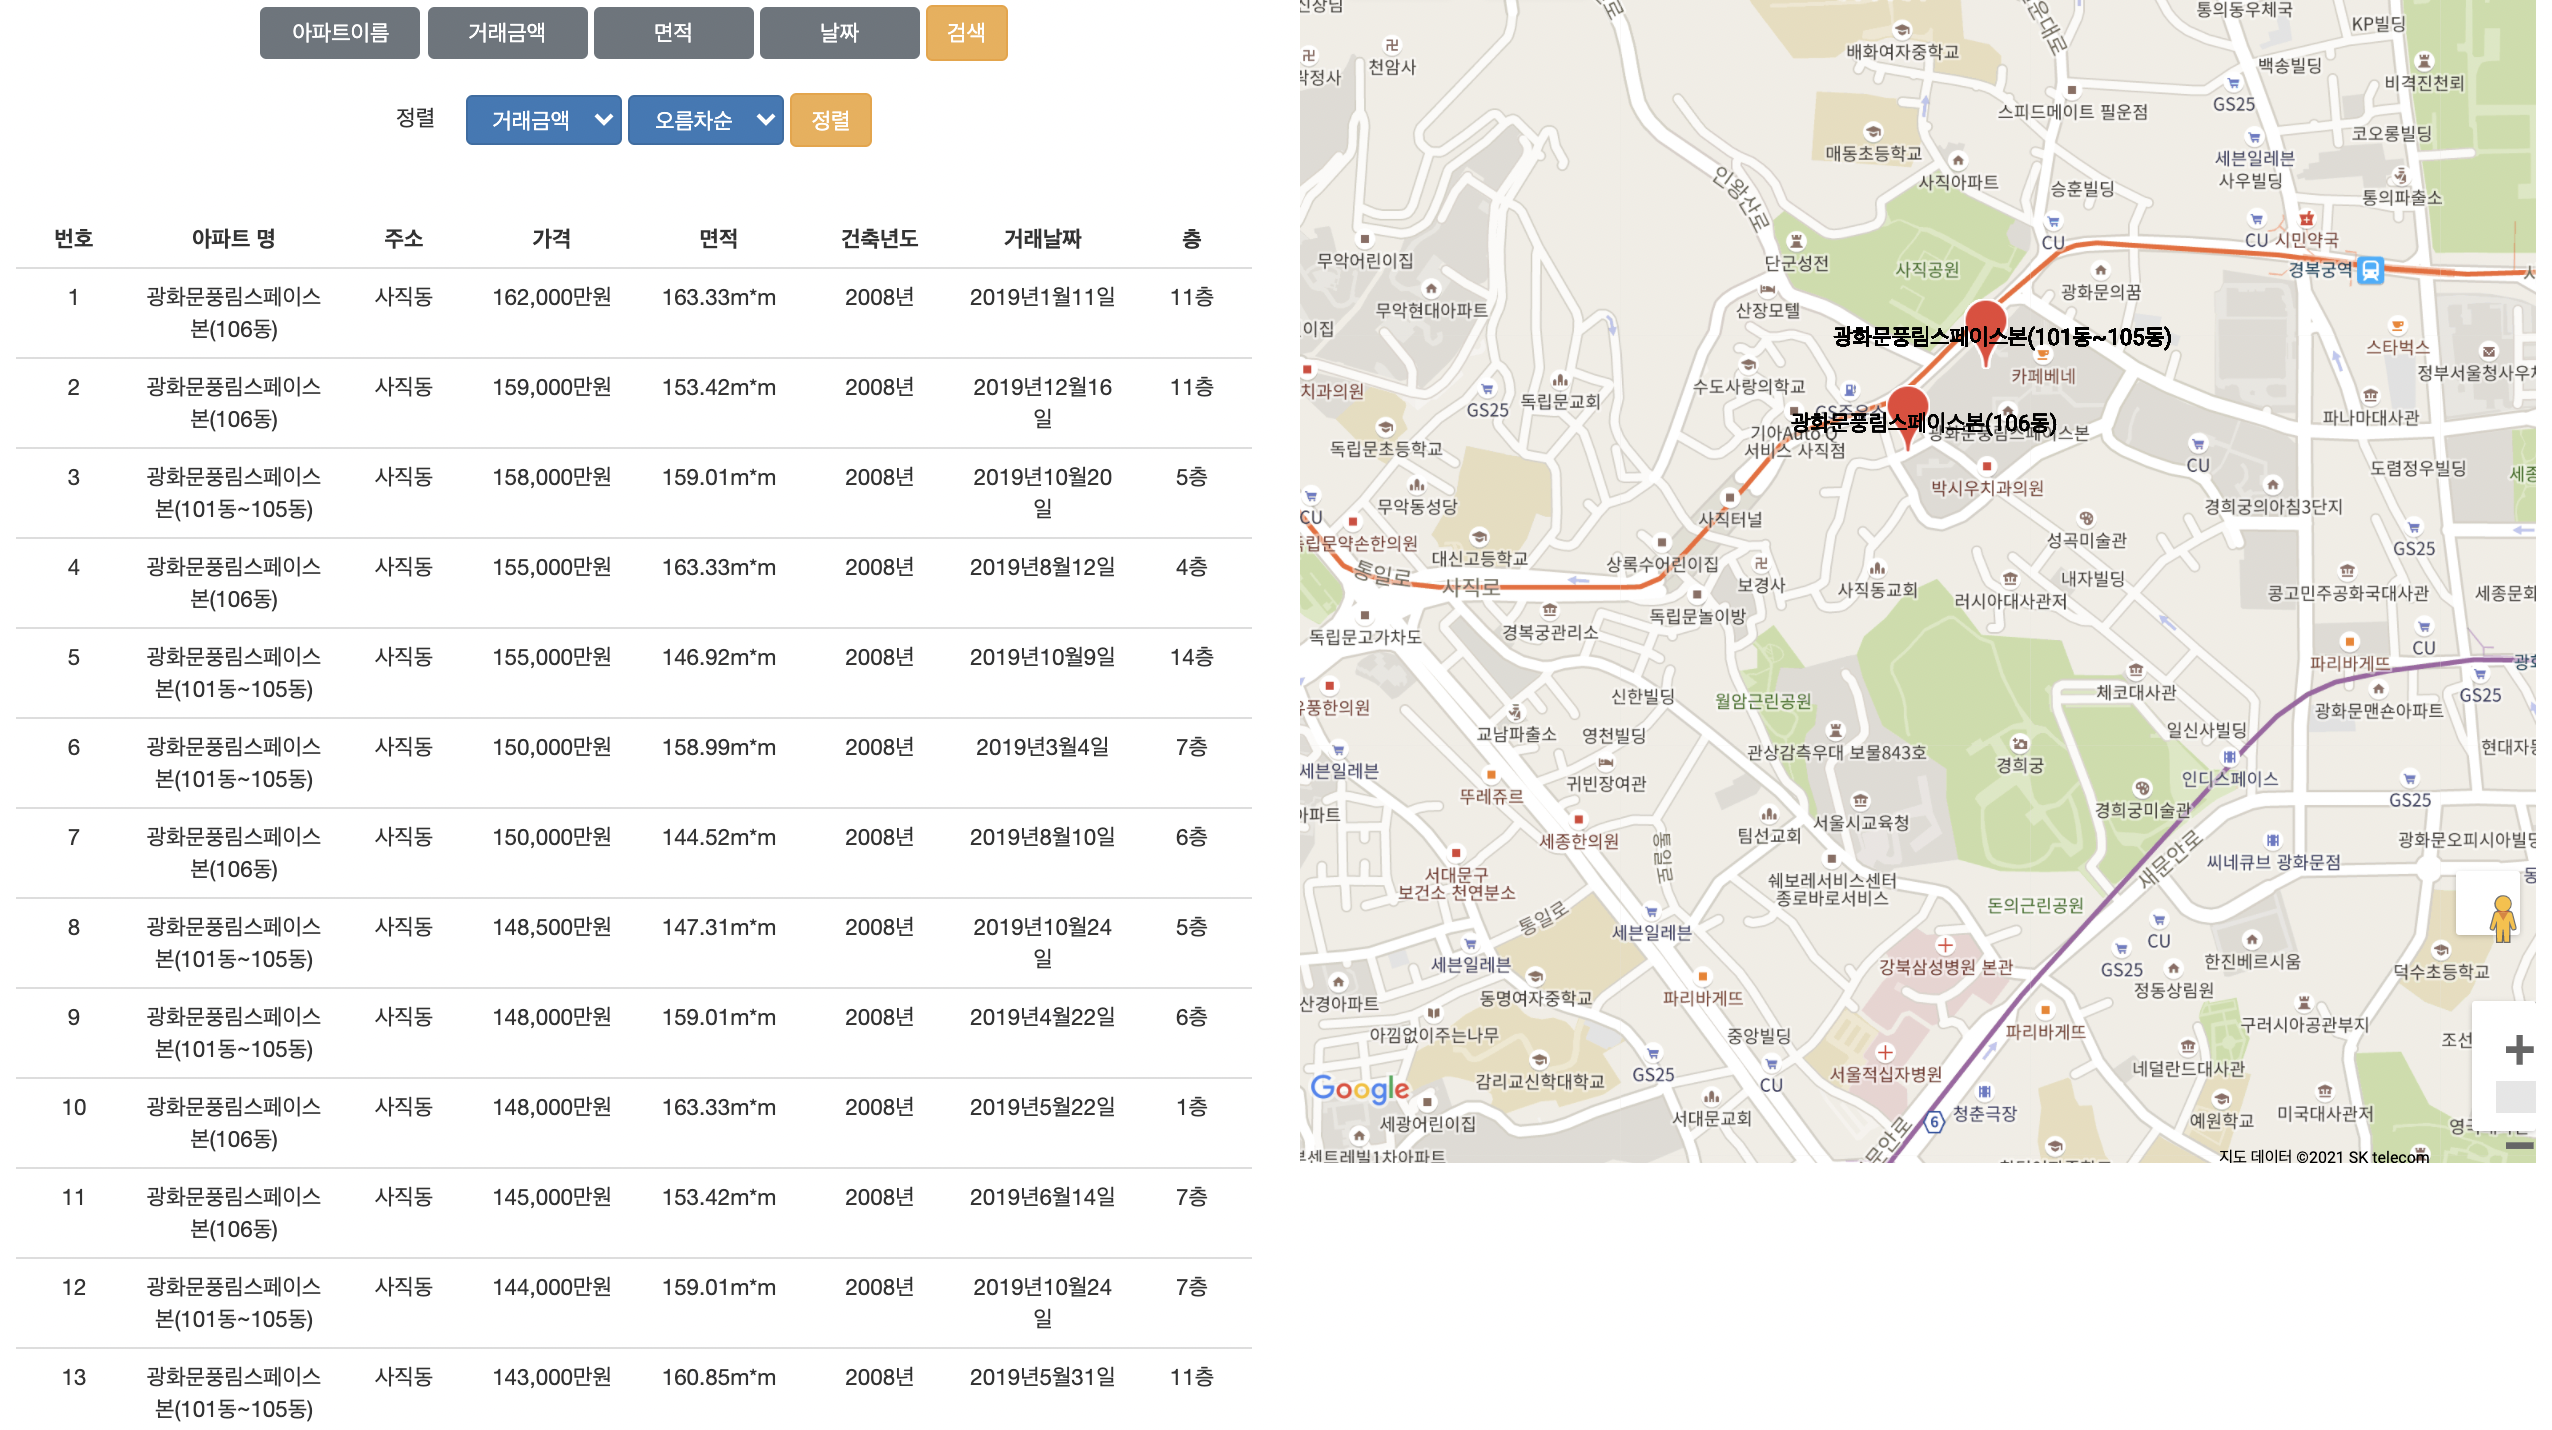 아파트이름 거래금액 면적 날짜 검색
정렬 거래금액 오름차순 정렬
번호 아파트 명 주소 가격 면적 건축년도 거래날짜 층
1 광화문풍림스페이스 사직동 162,000만원 163.33m*m 2008년 2019년1월11일 11층
본(106동)
2 광화문풍림스페이스 사직동 159,000만원 153.42m*m 2008년 2019년12월16 11층
본(106동) 일
3 광화문풍림스페이스 사직동 158,000만원 159.01m*m 2008년 2019년10월20 5층
본(101동~105동) 일
4 광화문풍림스페이스 사직동 155,000만원 163.33m*m 2008년 2019년8월12일 4층
본(106동)
5 광화문풍림스페이스 사직동 155,000만원 146.92m*m 2008년 2019년10월9일 14층
본(101동~105동)
6 광화문풍림스페이스 사직동 150,000만원 158.99m*m 2008년 2019년3월4일 7층
본(101동~105동)
7 광화문풍림스페이스 사직동 150,000만원 144.52m*m 2008년 2019년8월10일 6층
본(106동)
8 광화문풍림스페이스 사직동 148,500만원 147.31m*m 2008년 2019년10월24 5층
본(101동~105동) 일
9 광화문풍림스페이스 사직동 148,000만원 159.01m*m 2008년 2019년4월22일 6층
본(101동~105동)
10 광화문풍림스페이스 사직동 148,000만원 163.33m*m 2008년 2019년5월22일 1층
본(106동)
11 광화문풍림스페이스 사직동 145,000만원 153.42m*m 2008년 2019년6월14일 7층
본(106동)
12 광화문풍림스페이스 사직동 144,000만원 159.01m*m 2008년 2019년10월24 7층
본(101동~105동) 일
13 광화문풍림스페이스 사직동 143,000만원 160.85m*m 2008년 2019년5월31일 11층
본(101동~105동)
통의동우체국
KP빌딩
배화여자중학교
백송빌딩
천암사
비격진천뢰
GS25
스피드메이트 필운점
코오롱빌딩
매동초등학교
세븐일레븐
사우빌딩
사직아파트
승훈빌딩
통의파출소
인왕산로
CU
CU
시민약국
무악어린이집
단군성전
사직공원
경복궁역
광화문의꿈
무악현대아파트
산장모텔
이집
광화문풍림스페이스본(101동~105동)
스타벅스
카페베네
치과의원
GS25
독립문교회
수도사랑의학교
파나마대사관
광화문풍림스페이스본(106동)
광화문풍림스페이스본
기아Auto Q
서비스 사직점
독립문초등학교
CU
도렴정우빌딩
박시우치과의원
무악동성당
경희궁의아침3단지
CU
사직터널
성곡미술관
독립문약손한의원
대신고등학교
GS25
상록수어린이집
통일로
사직로
보경사
사직동교회
내자빌딩
러시아대사관저
콩고민주공화국대사관
세종문화
독립문놀이방
독립문고가차도
경복궁관리소
CU
파리바게뜨
체코대사관
GS25
신한빌딩
월암근린공원
광화문맨숀아파트
교남파출소
영천빌딩
일신사빌딩
관상감측우대 보물843호
경희궁
세븐일레븐
귀빈장여관
인디스페이스
뚜레쥬르
GS25
경희궁미술관
서울시교육청
팀선교회
세종한의원
통일로
새문안로
씨네큐브 광화문점
서대문구
보건소 천연분소
쉐보레서비스센터
종로바로서비스
돈의근린공원
통일로
세븐일레븐
CU
세븐일레븐
GS25
한진베르시움
강북삼성병원 본관
덕수초등학교
정동상림원
동명여자중학교
파리바게뜨
산경아파트
구러시아공관부지
아낌없이주는나무
중앙빌딩
파리바게뜨
네덜란드대사관
서울적십자병원
감리교신학대학교
GS25
CU
Google
청춘극장
예원학교
미국대사관저
서대문교회
세광어린이집
6
지도 데이터 ©2021 SK telecom